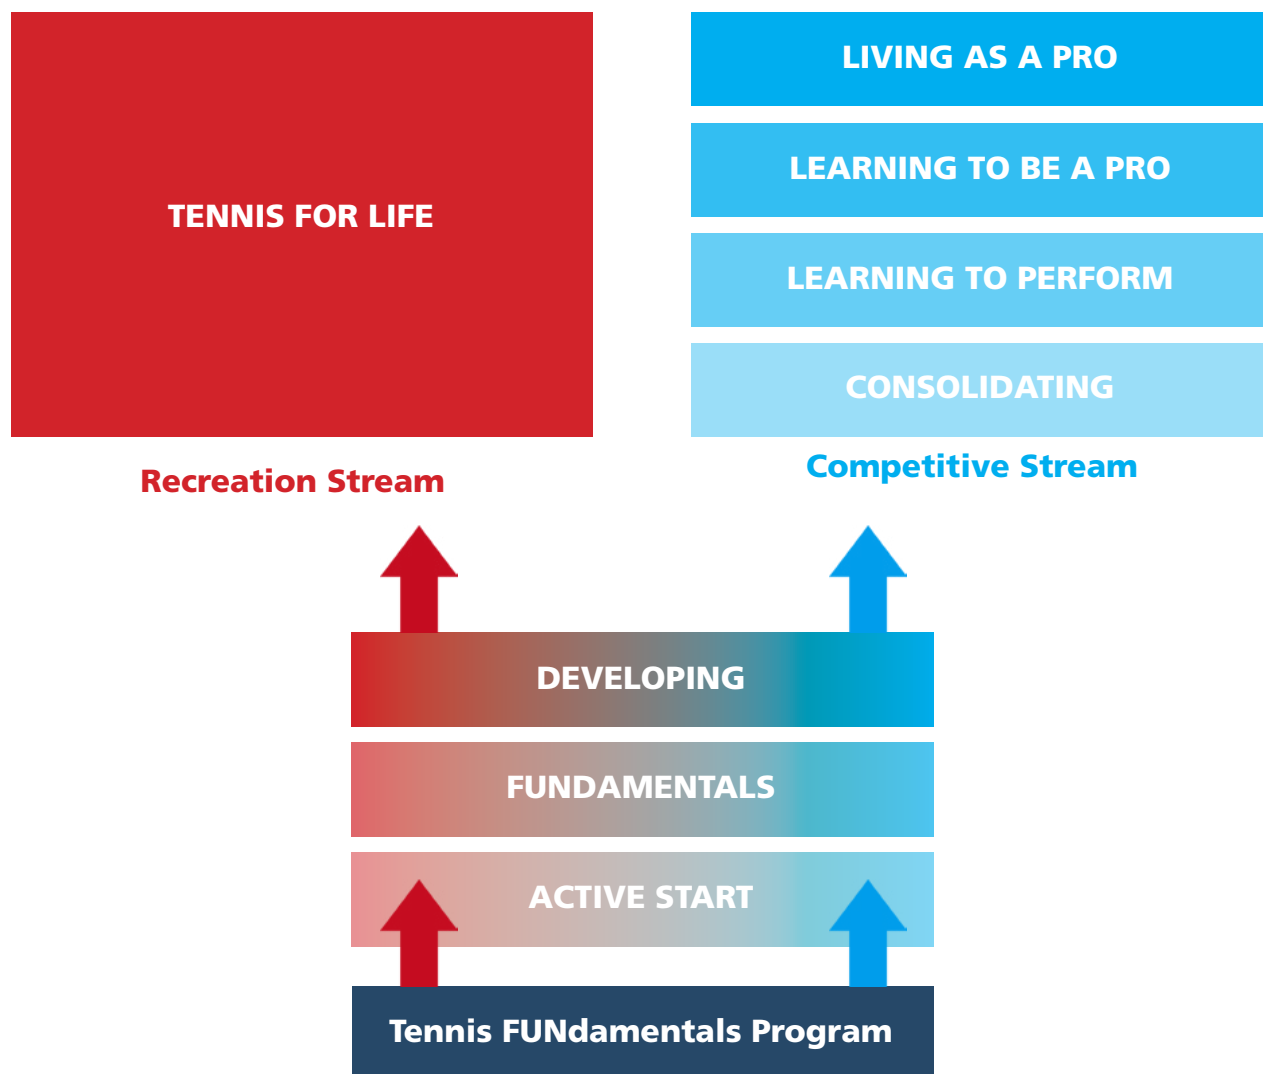 TENNIS FOR LIFE
Recreation Stream
LIVING AS A PRO
LEARNING TO BE A PRO
LEARNING TO PERFORM
CONSOLIDATING
Competitive Stream
DEVELOPING
FUNDAMENTALS
ACTIVE START
Tennis FUNdamentals Program